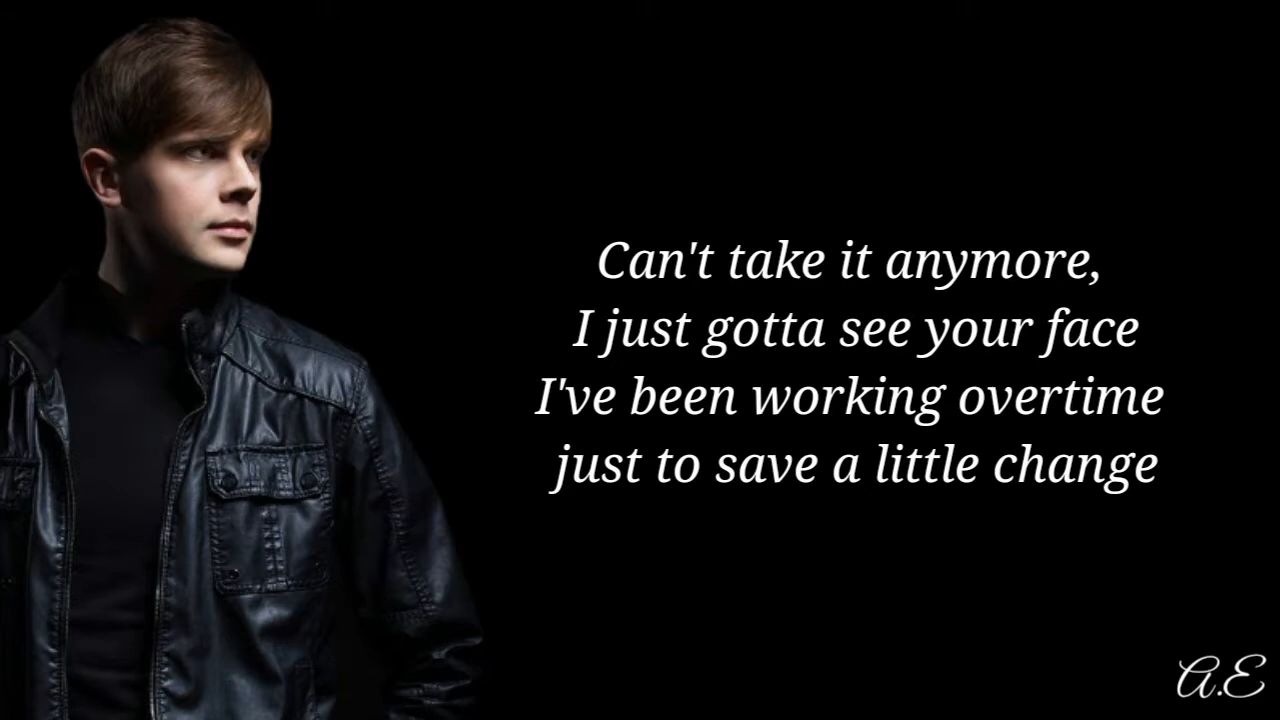 Can't take it anymore,
I just gotta see your face
I've been working overtime
just to save a little change
A.E